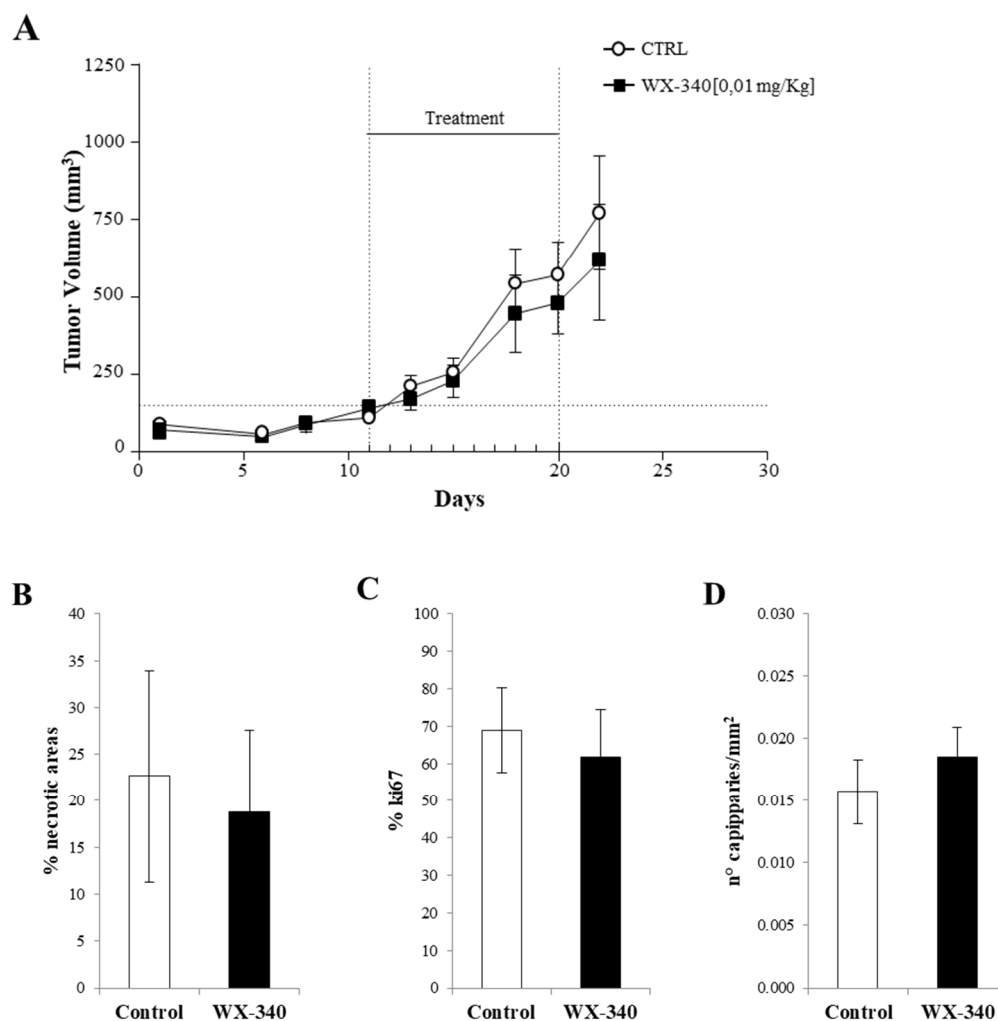 A
CTRL
WX-340[0,01 mg/Kg]
Treatment
Tumor Volume (mm³)
1250
1000
750
500
250
0
0 5 10 15 20 25 30
Days
B
% necrotic areas
40
35
30
25
20
15
10
5
0
Control WX-340
C
% ki67
100
90
80
70
60
50
40
30
20
10
0
Control WX-340
D
n° capipparies/mm²
0.030
0.025
0.020
0.015
0.010
0.005
0.000
Control WX-340